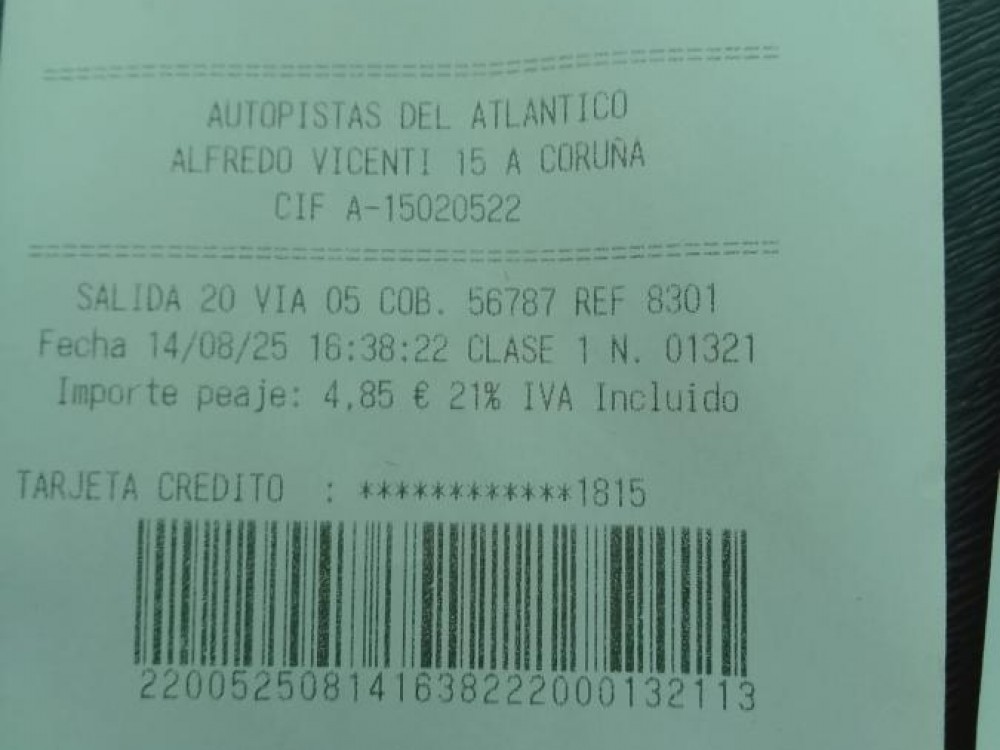 AUTOPISTAS DEL ATLANTICO
ALFREDO VICENTI 15 A CORUÑA
CIF A-15020522
SALIDA 20 VIA 05 COB. 56787 REF 8301
Fecha 14/08/25 16:38:22 CLASE 1 N. 01321
Importe peaje: 4,85 € 21% IVA Incluido
TARJETA CREDITO : ************1815
220052508141638222000132113